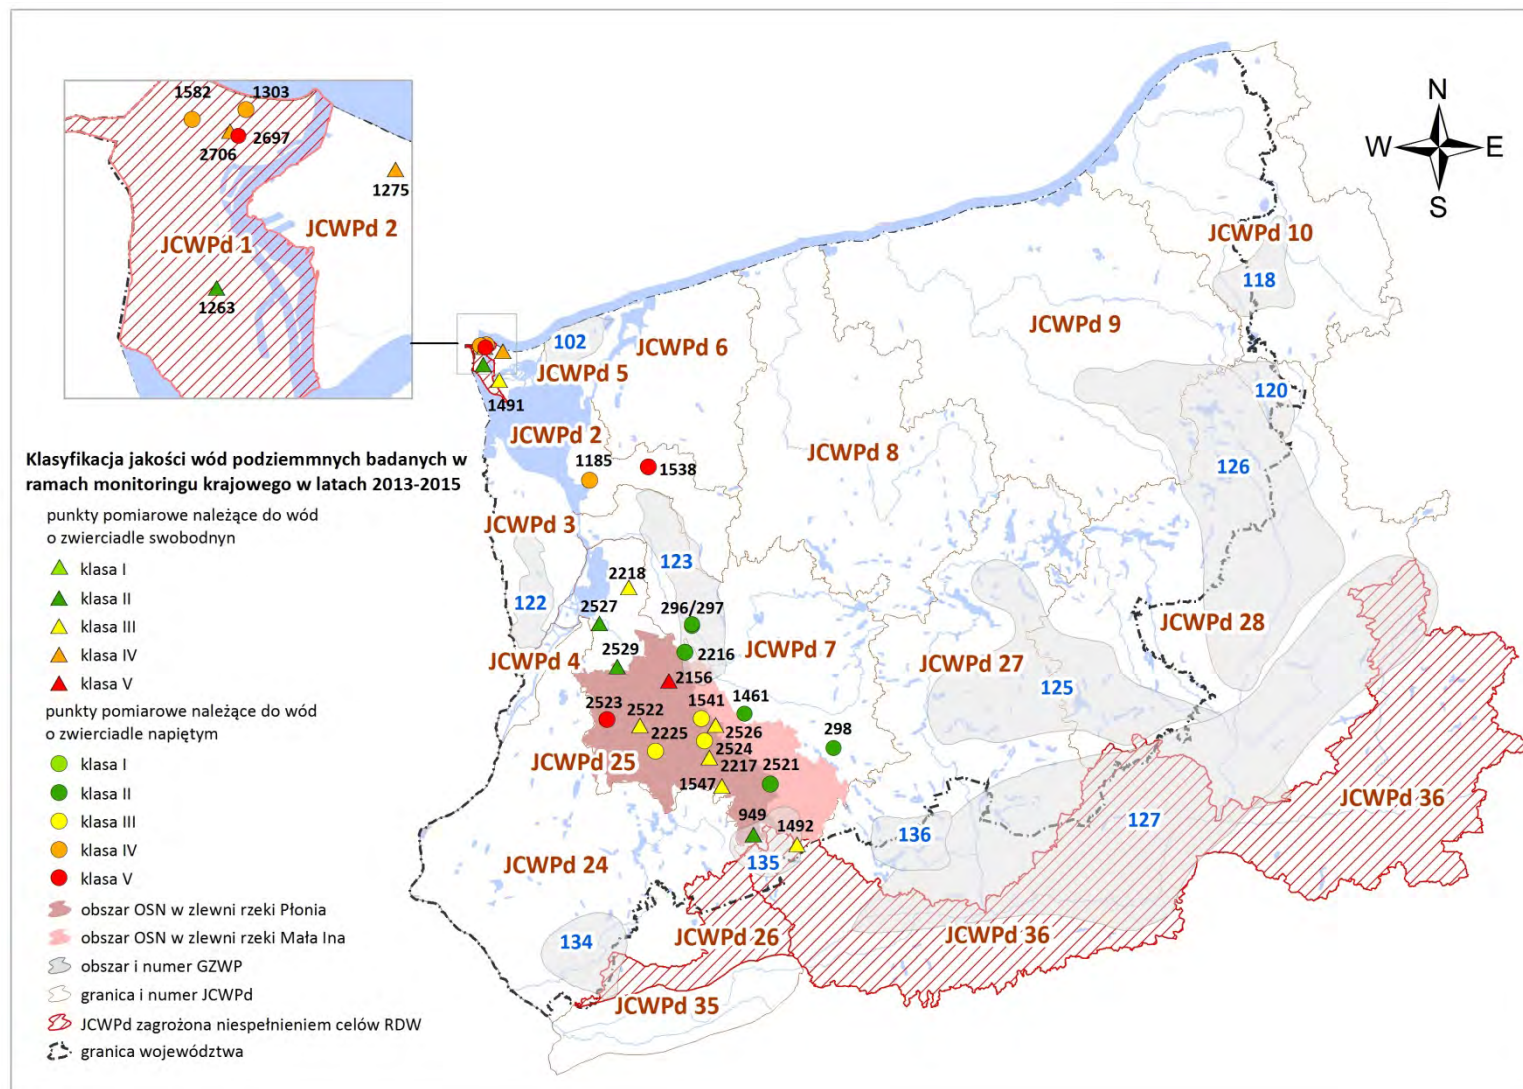 1582
1303
2697
2706
1275
JCWPd 2
JCWPd 1
1263
N
W
E
S
JCWPd 10
118
JCWPd 9
102
JCWPd 6
JCWPd 5
120
1491
JCWPd 2
JCWPd 8
126
1185
1538
JCWPd 3
123
2218
122
2527
296/297
JCWPd 28
2529
2216
JCWPd 7
JCWPd 4
JCWPd 27
2156
125
2523
2522
1541
1461
2225
2526
298
2524
JCWPd 25
2217
2521
1547
JCWPd 36
949
1492
136
127
JCWPd 24
135
134
JCWPd 26
JCWPd 36
JCWPd 35
Klasyfikacja jakości wód podziemmnych badanych w
ramach monitoringu krajowego w latach 2013-2015
punkty pomiarowe należące do wód
o zwierciadle swobodnyn
klasa I
klasa II
klasa III
klasa IV
klasa V
punkty pomiarowe należące do wód
o zwierciadle napiętym
klasa I
klasa II
klasa III
klasa IV
klasa V
obszar OSN w zlewni rzeki Płonia
obszar OSN w zlewni rzeki Mała Ina
obszar i numer GZWP
granica i numer JCWPd
JCWPd zagrożona niespełnieniem celów RDW
granica województwa